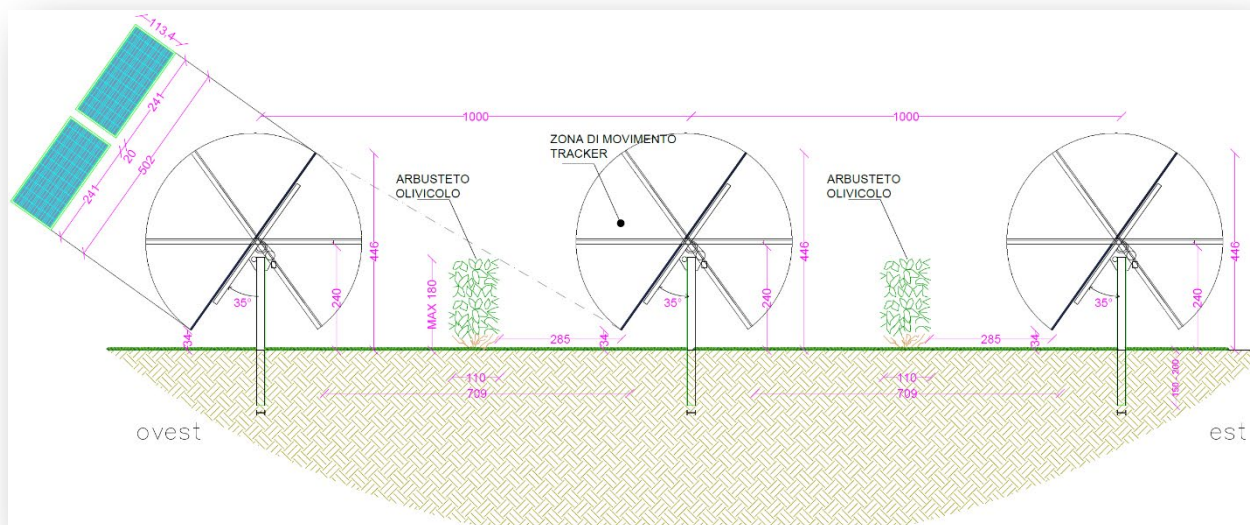 113.4
241
20
502
241
1000
1000
ZONA DI MOVIMENTO
TRACKER
ARBUSTETO
OLIVICOLO
ARBUSTETO
OLIVICOLO
446
446
446
35°
35°
35°
240
240
240
MAX 180
34
285
34
285
34
110
709
110
709
150 - 200
ovest
est